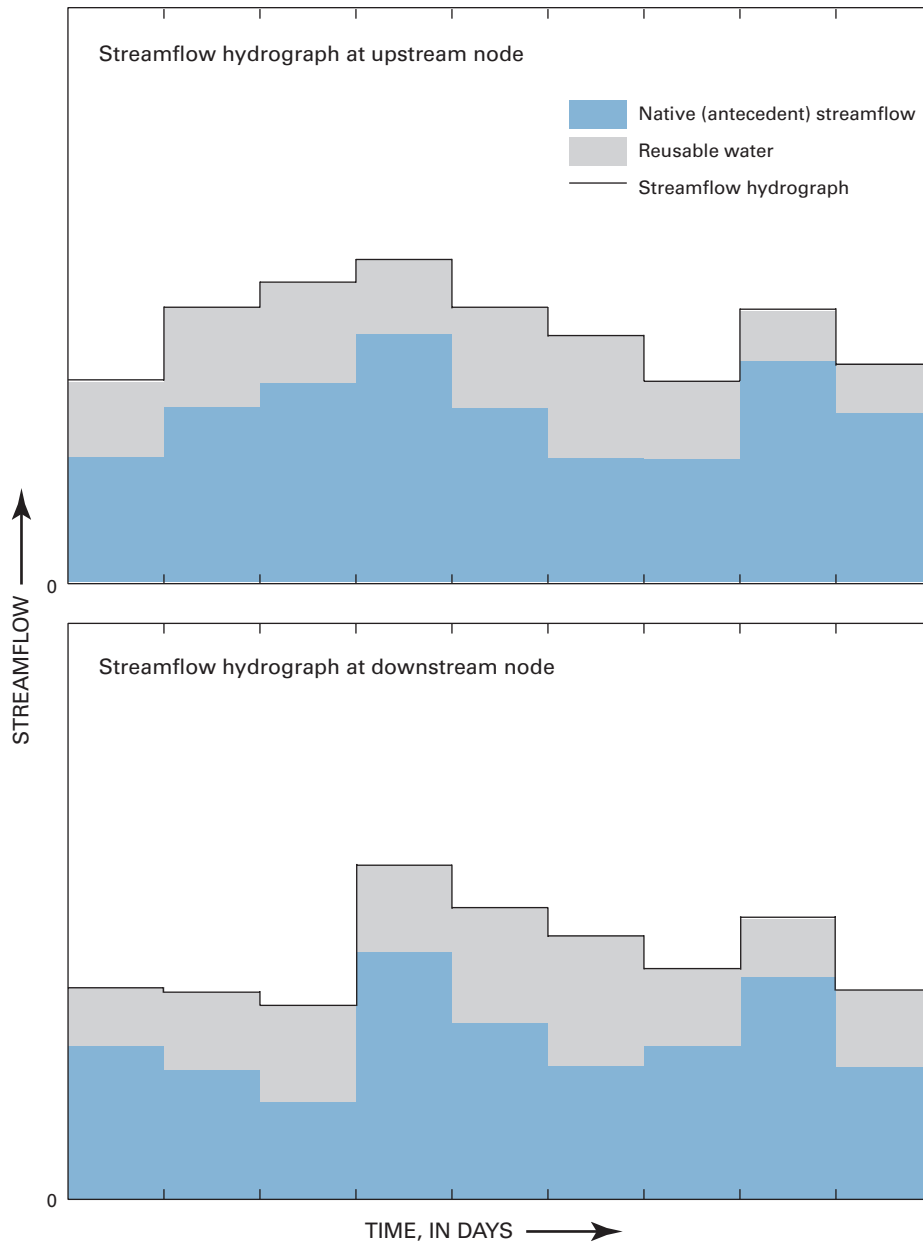 Streamflow hydrograph at upstream node
Native (antecedent) streamflow
Reusable water
Streamflow hydrograph
0
STREAMFLOW
Streamflow hydrograph at downstream node
0
TIME, IN DAYS